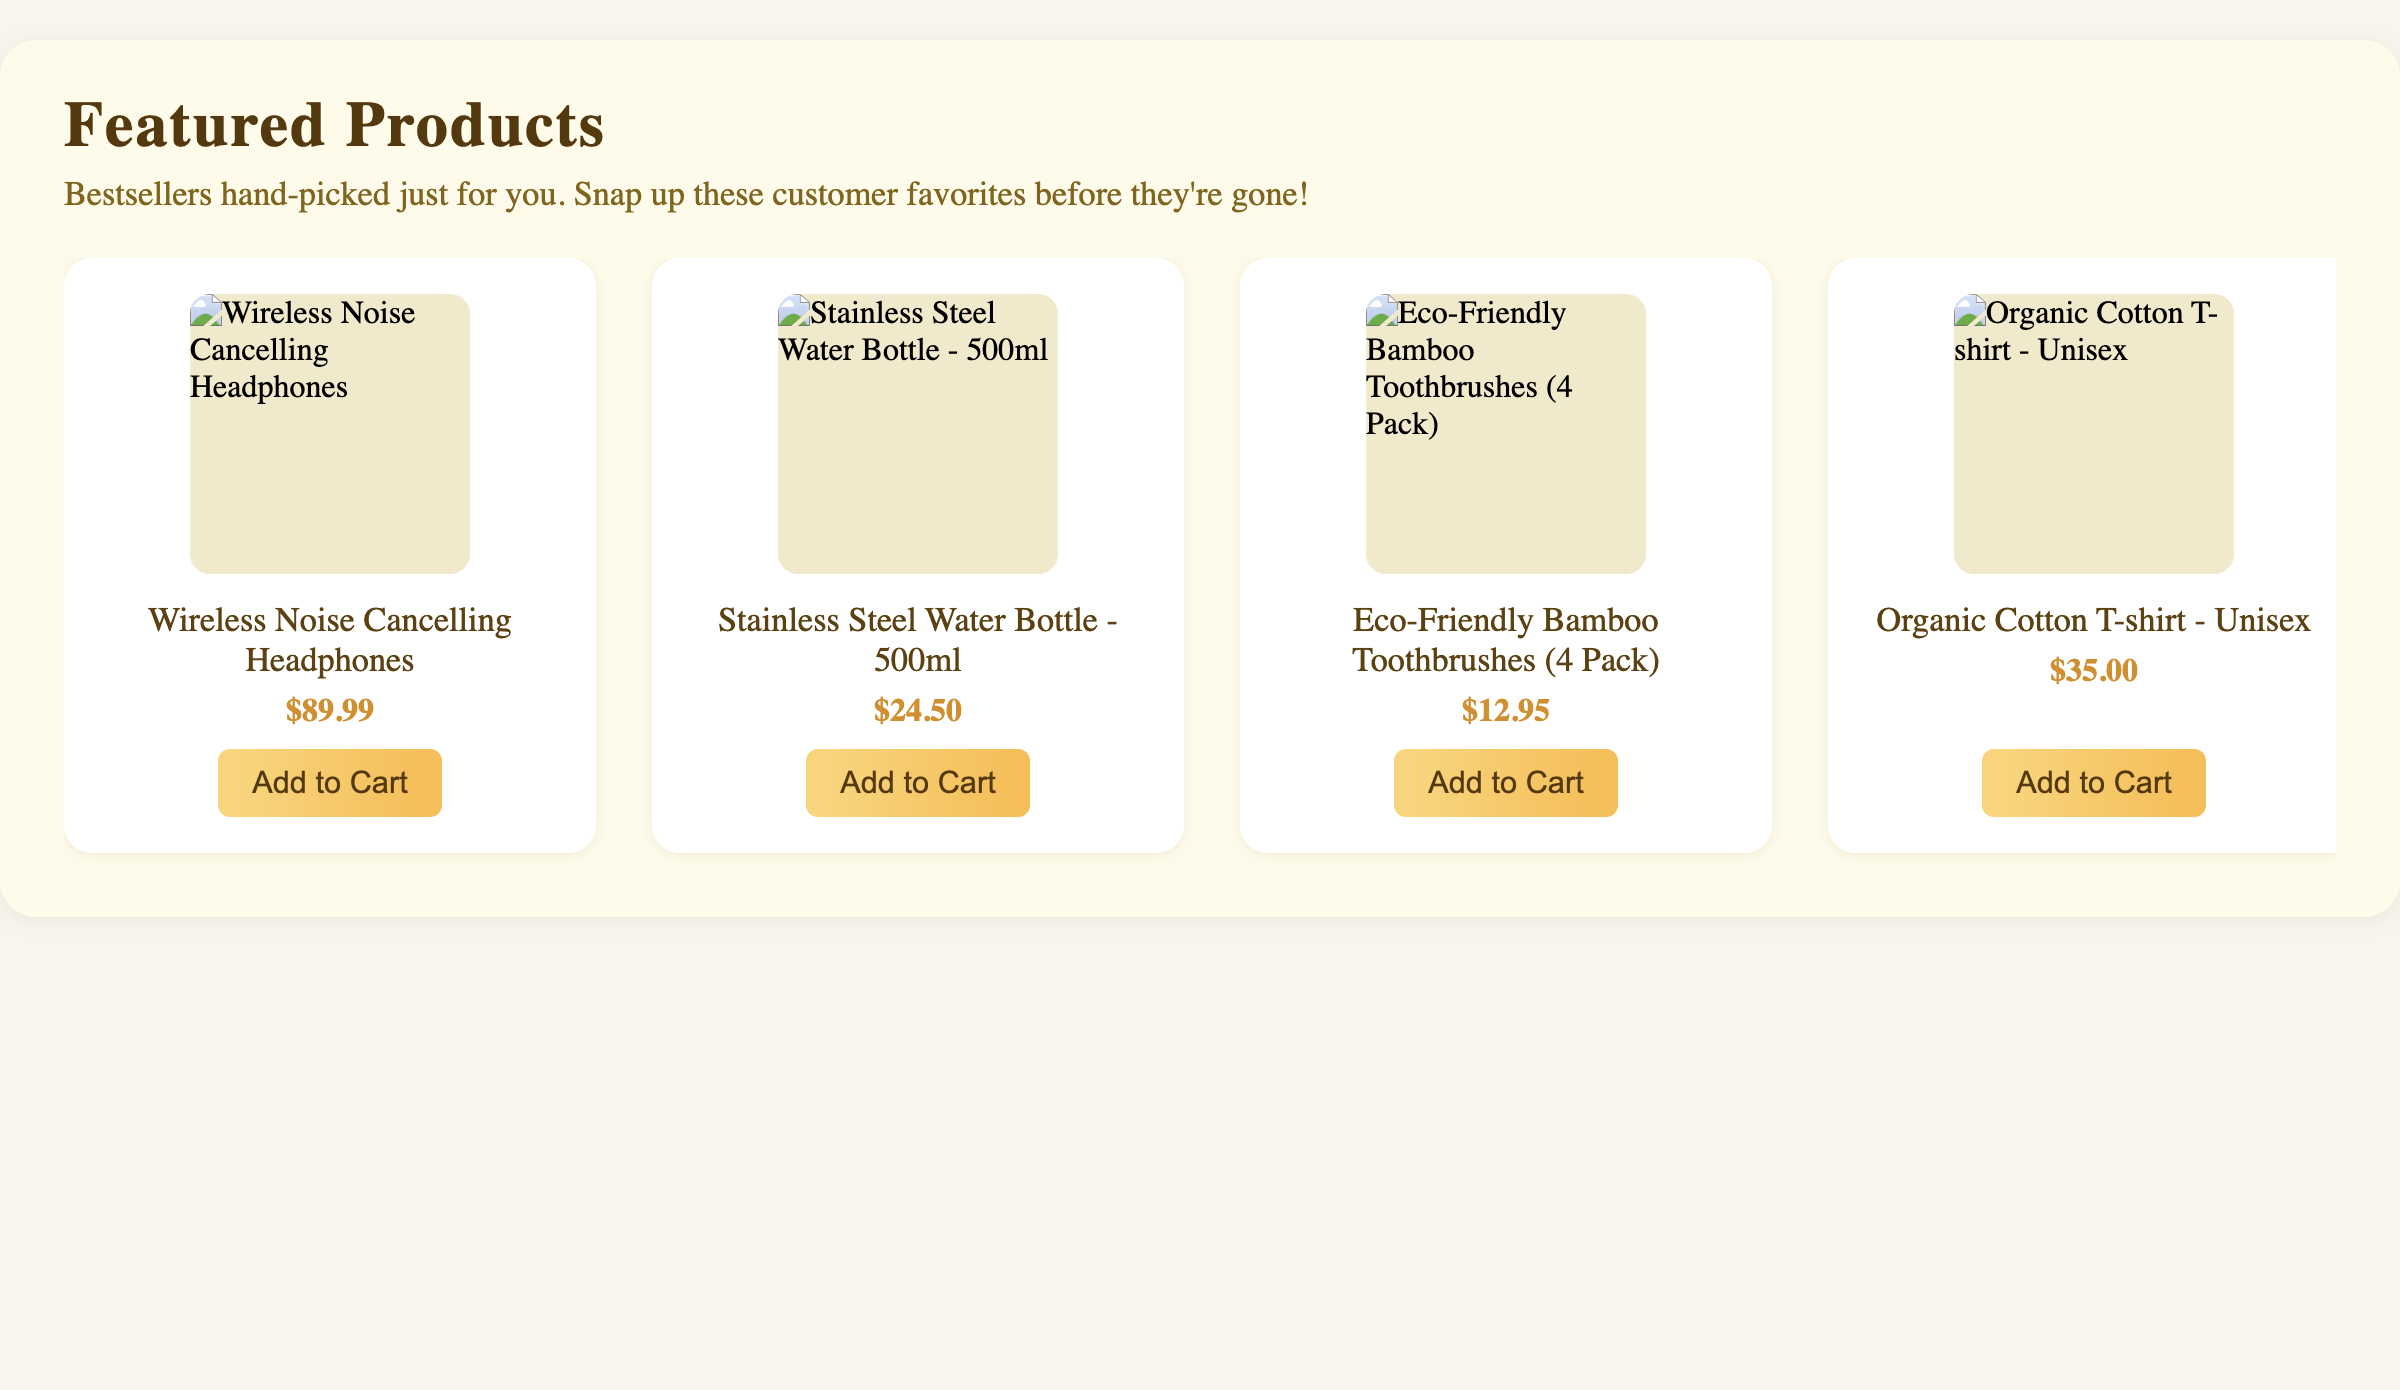 Featured Products
Bestsellers hand-picked just for you. Snap up these customer favorites before they're gone!
Wireless Noise
Cancelling
Headphones
Wireless Noise Cancelling
Headphones
$89.99
Add to Cart
Stainless Steel
Water Bottle - 500ml
Stainless Steel Water Bottle -
500ml
$24.50
Add to Cart
Eco-Friendly
Bamboo
Toothbrushes (4
Pack)
Eco-Friendly Bamboo
Toothbrushes (4 Pack)
$12.95
Add to Cart
Organic Cotton T-
shirt - Unisex
Organic Cotton T-shirt - Unisex
$35.00
Add to Cart